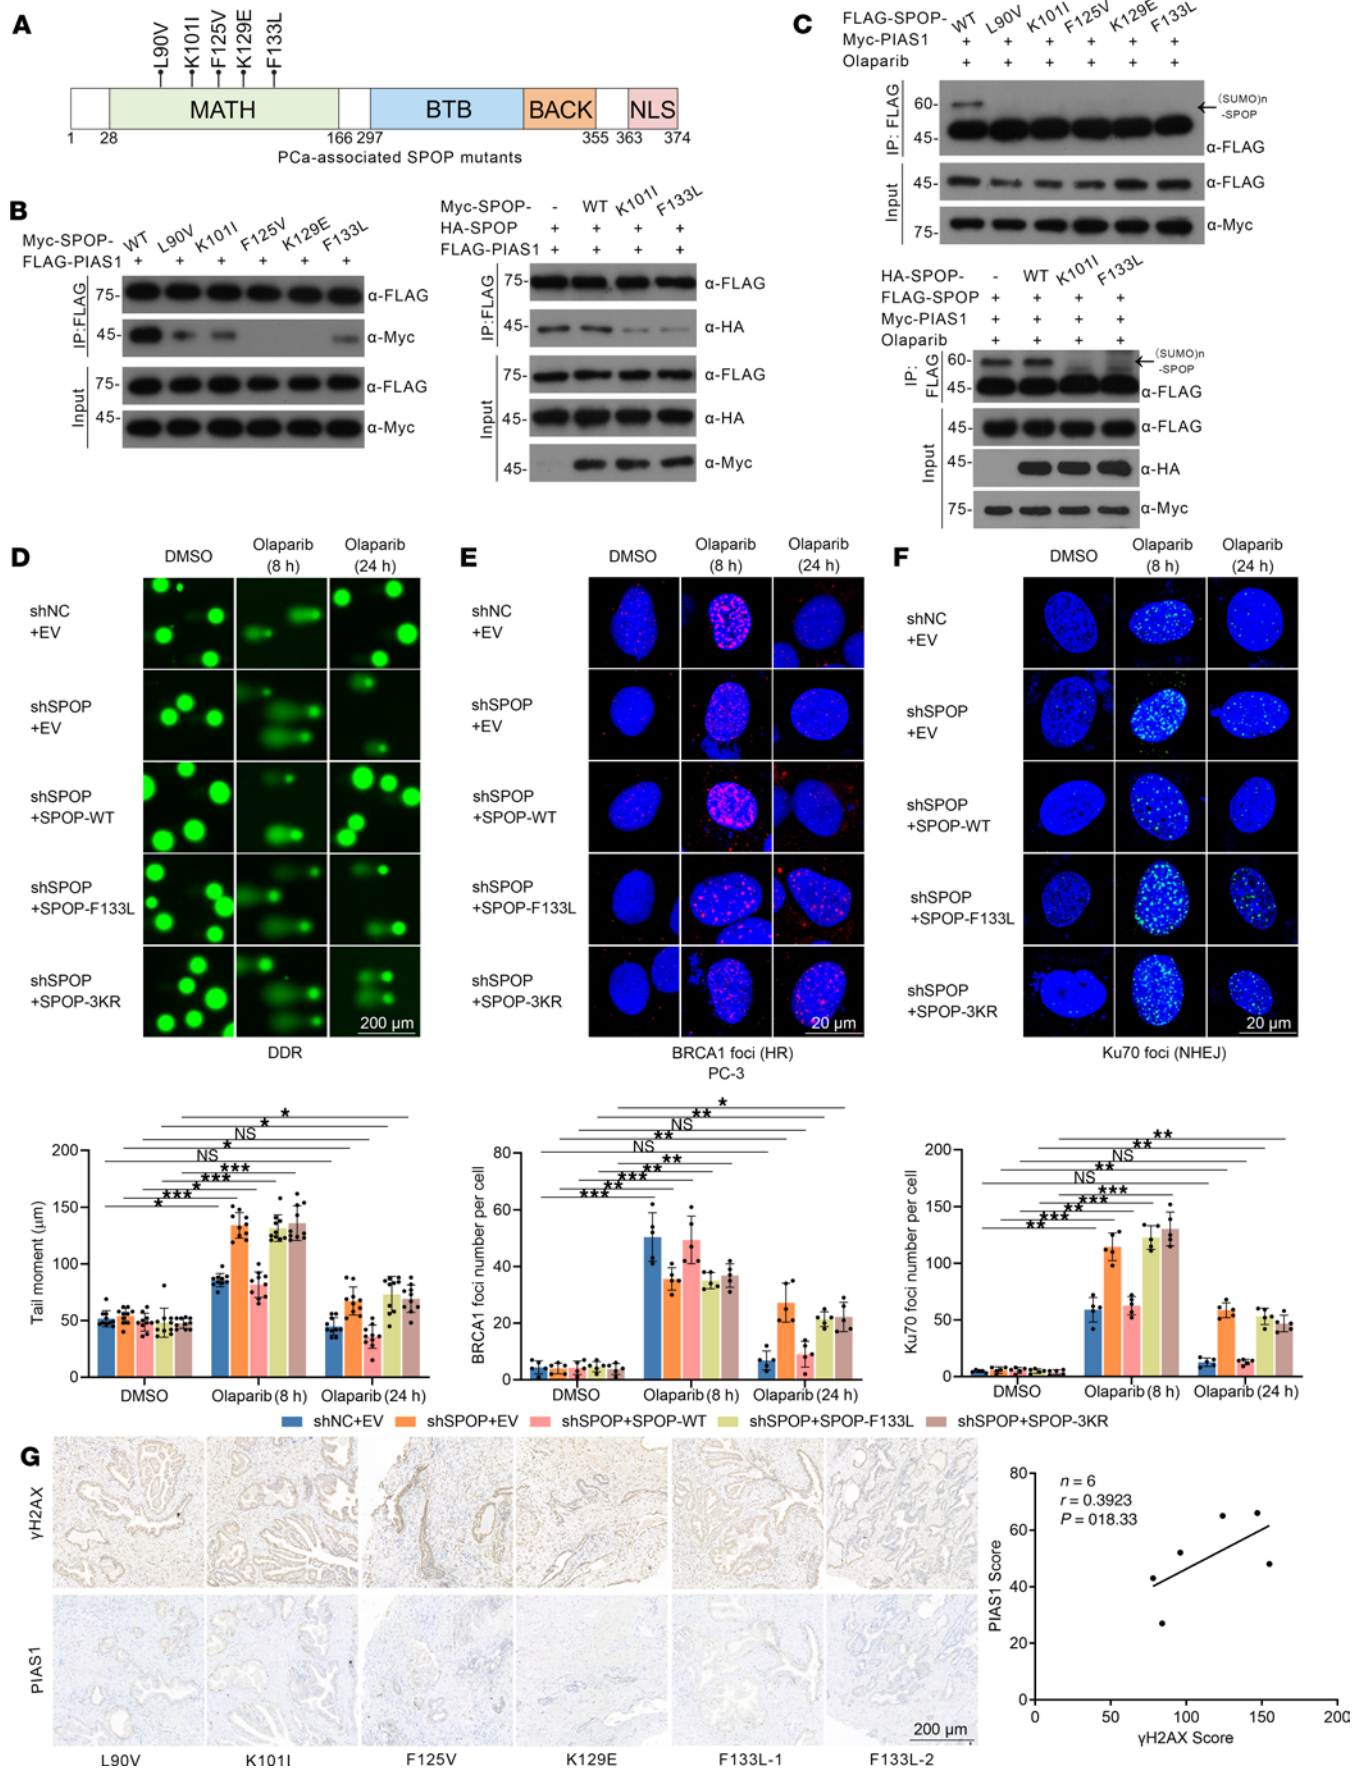 A
L90V
K101I
F125V
K129E
F133L
MATH
BTB
BACK
NLS
1 28 166 297 355 363 374
PCa-associated SPOP mutants
B
Myc-SPOP- WT L90V K101I F125V K129E F133L
FLAG-PIAS1 + + + + + +
IP:FLAG
75- α-FLAG
45- α-Myc
Input
75- α-FLAG
45- α-Myc
Myc-SPOP- - WT K101I F133L
HA-SPOP + + + +
FLAG-PIAS1 + + + +
IP:FLAG
75- α-FLAG
45- α-HA
Input
75- α-FLAG
45- α-HA
45- α-Myc
C
FLAG-SPOP- WT L90V K101I F125V K129E F133L
Myc-PIAS1 + + + + + +
Olaparib + + + + + +
IP: FLAG
60- (SUMO)n
-SPOP
45- α-FLAG
Input
45- α-FLAG
75- α-Myc
HA-SPOP- - WT K101I F133L
FLAG-SPOP + + + +
Myc-PIAS1 + + + +
Olaparib + + + +
IP:
FLAG
60- (SUMO)n
-SPOP
45- α-FLAG
Input
45- α-FLAG
45- α-HA
75- α-Myc
D
DMSO Olaparib (8 h) Olaparib (24 h)
shNC
+EV
shSPOP
+EV
shSPOP
+SPOP-WT
shSPOP
+SPOP-F133L
shSPOP
+SPOP-3KR
200 µm
DDR
E
DMSO Olaparib (8 h) Olaparib (24 h)
shNC
+EV
shSPOP
+EV
shSPOP
+SPOP-WT
shSPOP
+SPOP-F133L
shSPOP
+SPOP-3KR
20 µm
BRCA1 foci (HR)
PC-3
F
DMSO Olaparib (8 h) Olaparib (24 h)
shNC
+EV
shSPOP
+EV
shSPOP
+SPOP-WT
shSPOP
+SPOP-F133L
shSPOP
+SPOP-3KR
20 µm
Ku70 foci (NHEJ)
Tail moment (µm)
200
150
100
50
0
*
*
NS
*
NS
***
***
*
***
*
DMSO Olaparib (8 h) Olaparib (24 h)
BRCA1 foci number per cell
80
60
40
20
0
*
**
NS
**
NS
**
**
***
**
***
DMSO Olaparib (8 h) Olaparib (24 h)
Ku70 foci number per cell
200
150
100
50
0
**
**
NS
**
NS
***
***
**
***
**
DMSO Olaparib (8 h) Olaparib (24 h)
shNC+EV shSPOP+EV shSPOP+SPOP-WT shSPOP+SPOP-F133L shSPOP+SPOP-3KR
G
γH2AX
PIAS1
200 µm
L90V K101I F125V K129E F133L-1 F133L-2
n = 6
r = 0.3923
P = 018.33
PIAS1 Score
80
60
40
20
0
0 50 100 150 200
γH2AX Score